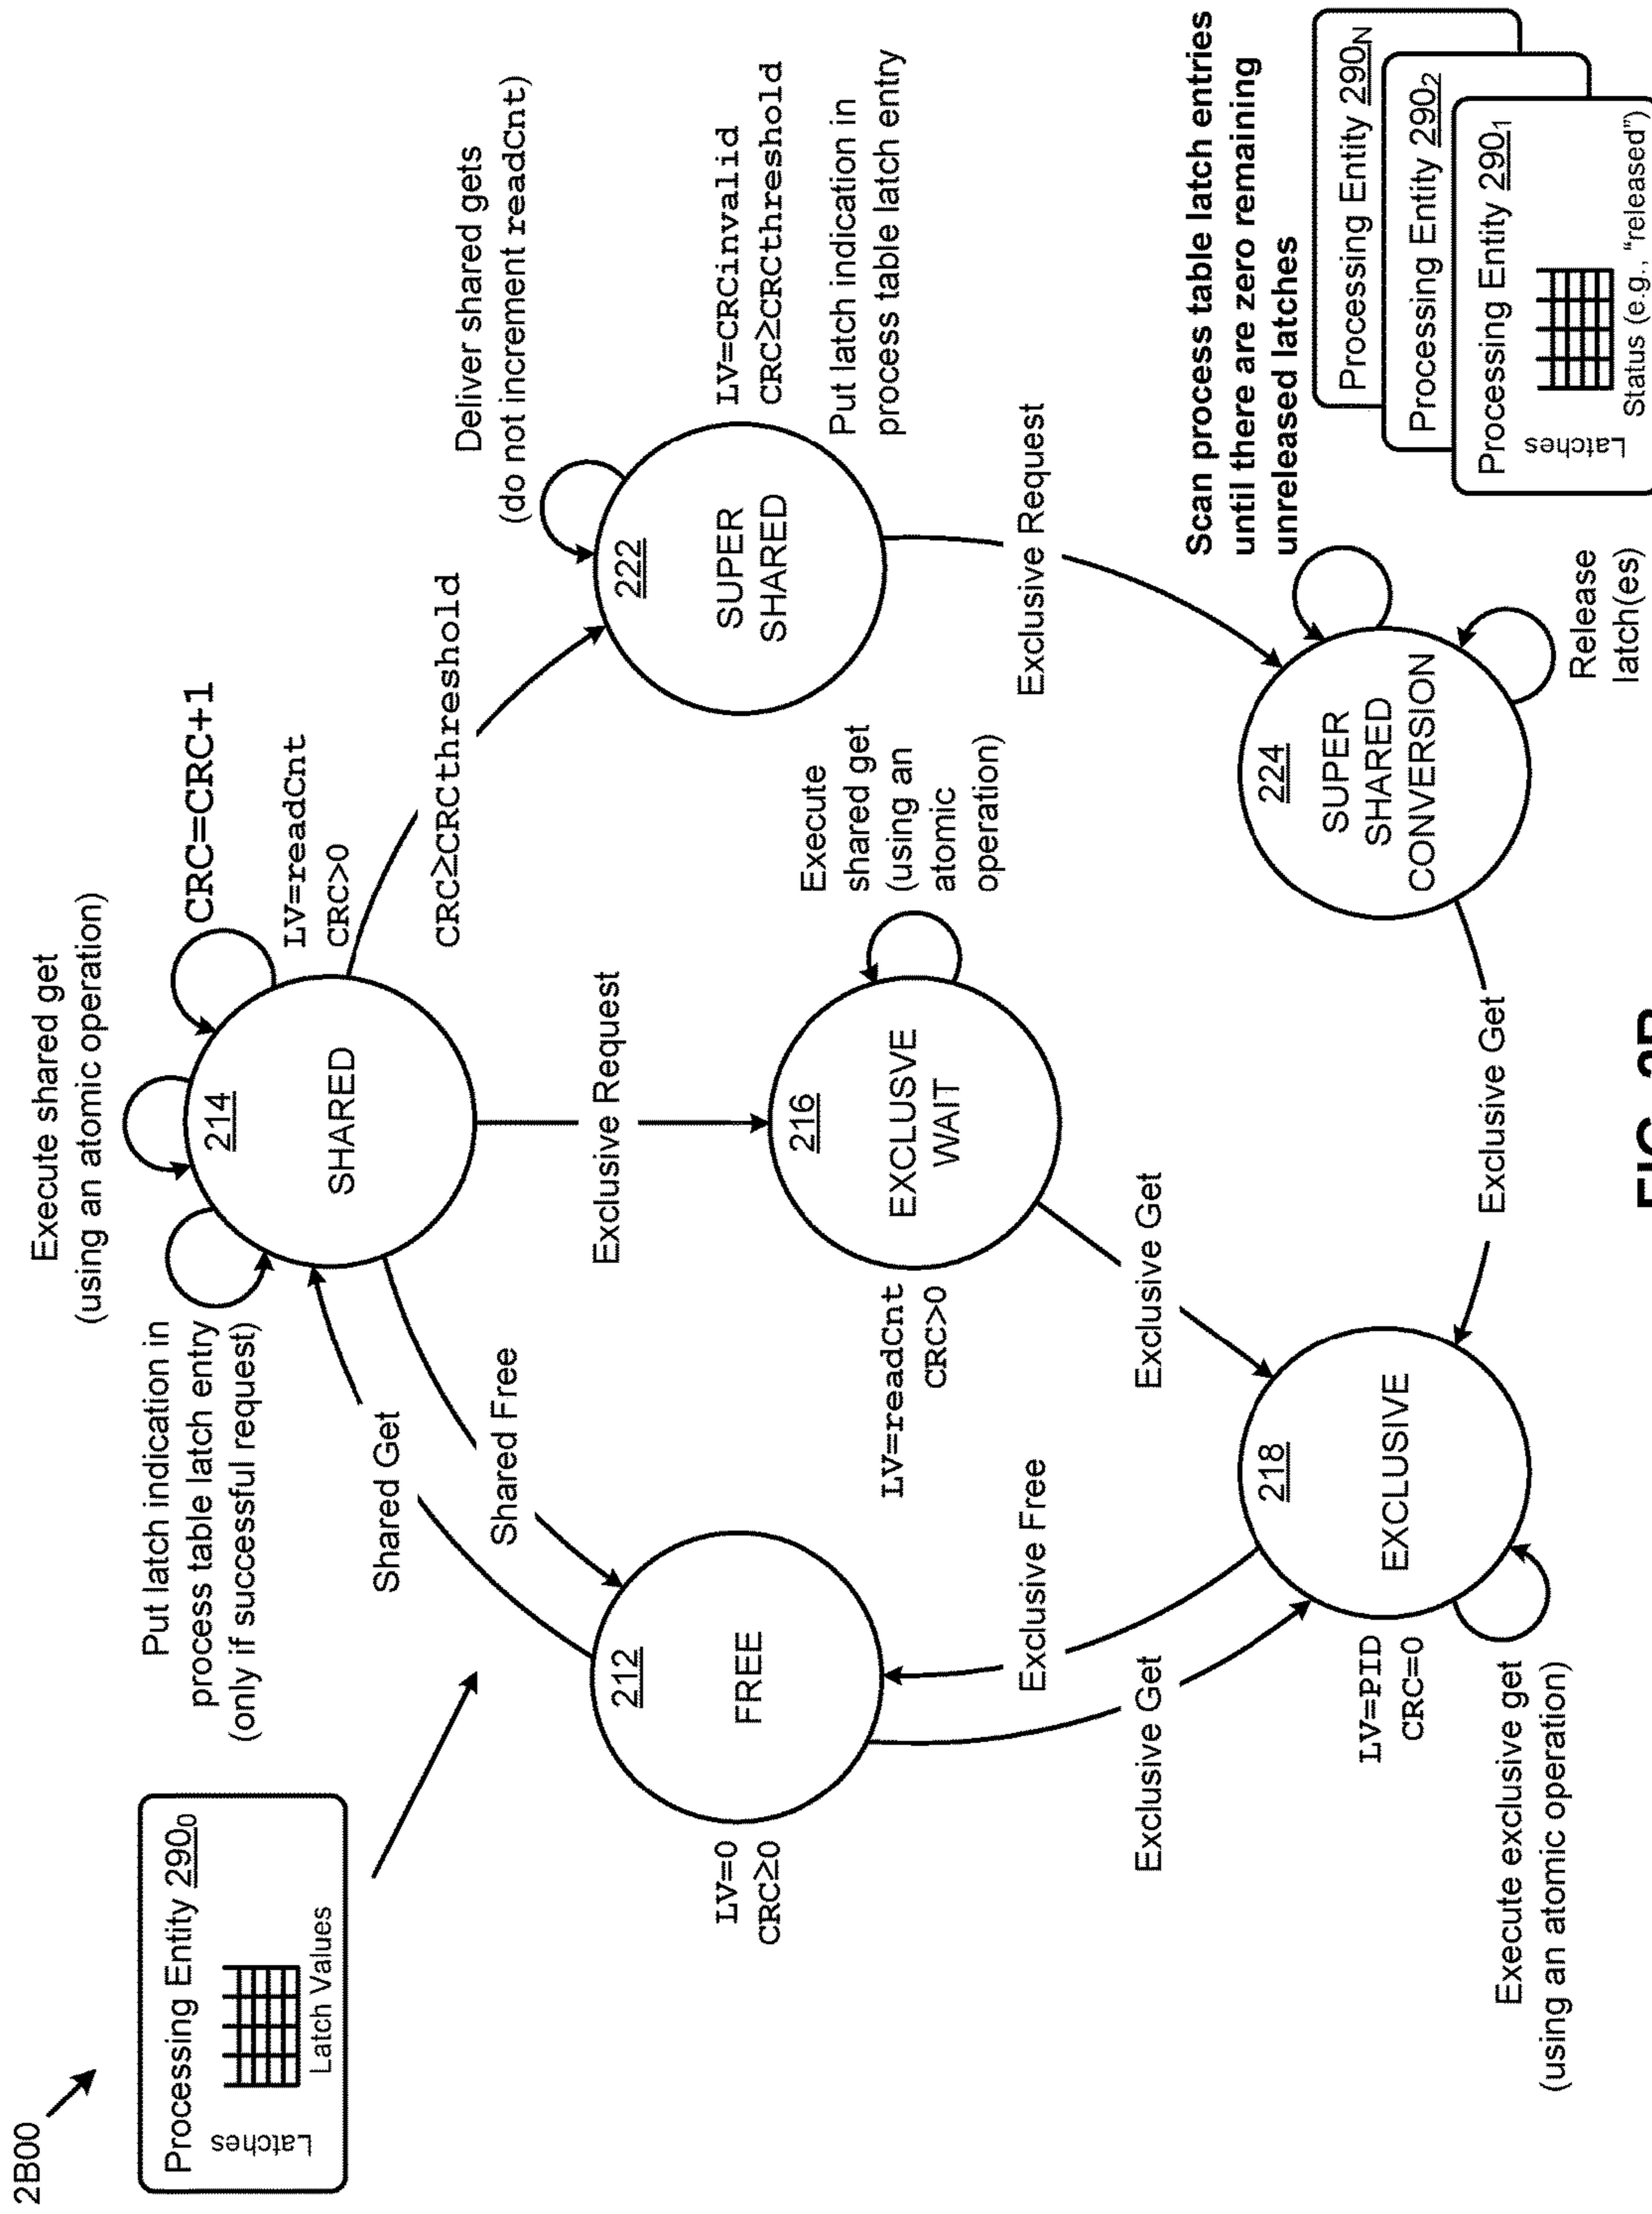 2B00
Processing Entity 290₀
Latches
Latch Values
Put latch indication in
process table latch entry
(only if successful request)
Execute shared get
(using an atomic operation)
CRC=CRC+1
LV=readCnt
CRC>0
214
SHARED
Shared Get
Shared Free
CRC≥CRCthreshold
Deliver shared gets
(do not increment readCnt)
LV=0
CRC≥0
212
FREE
Exclusive Request
222
SUPER
SHARED
LV=CRCinvalid
CRC≥CRCthreshold
Put latch indication in
process table latch entry
LV=readCnt
CRC>0
216
EXCLUSVE
WAIT
Execute
shared get
(using an
atomic
operation)
Exclusive Free
Exclusive Get
Exclusive Get
Exclusive Request
LV=PID
CRC=0
218
EXCLUSIVE
Execute exclusive get
(using an atomic operation)
Exclusive Get
224
SUPER
SHARED
CONVERSION
Release
latch(es)
Scan process table latch entries
until there are zero remaining
unreleased latches
Processing Entity 290N
Processing Entity 290₂
Processing Entity 290₁
Latches
Status (e.g., “released”)